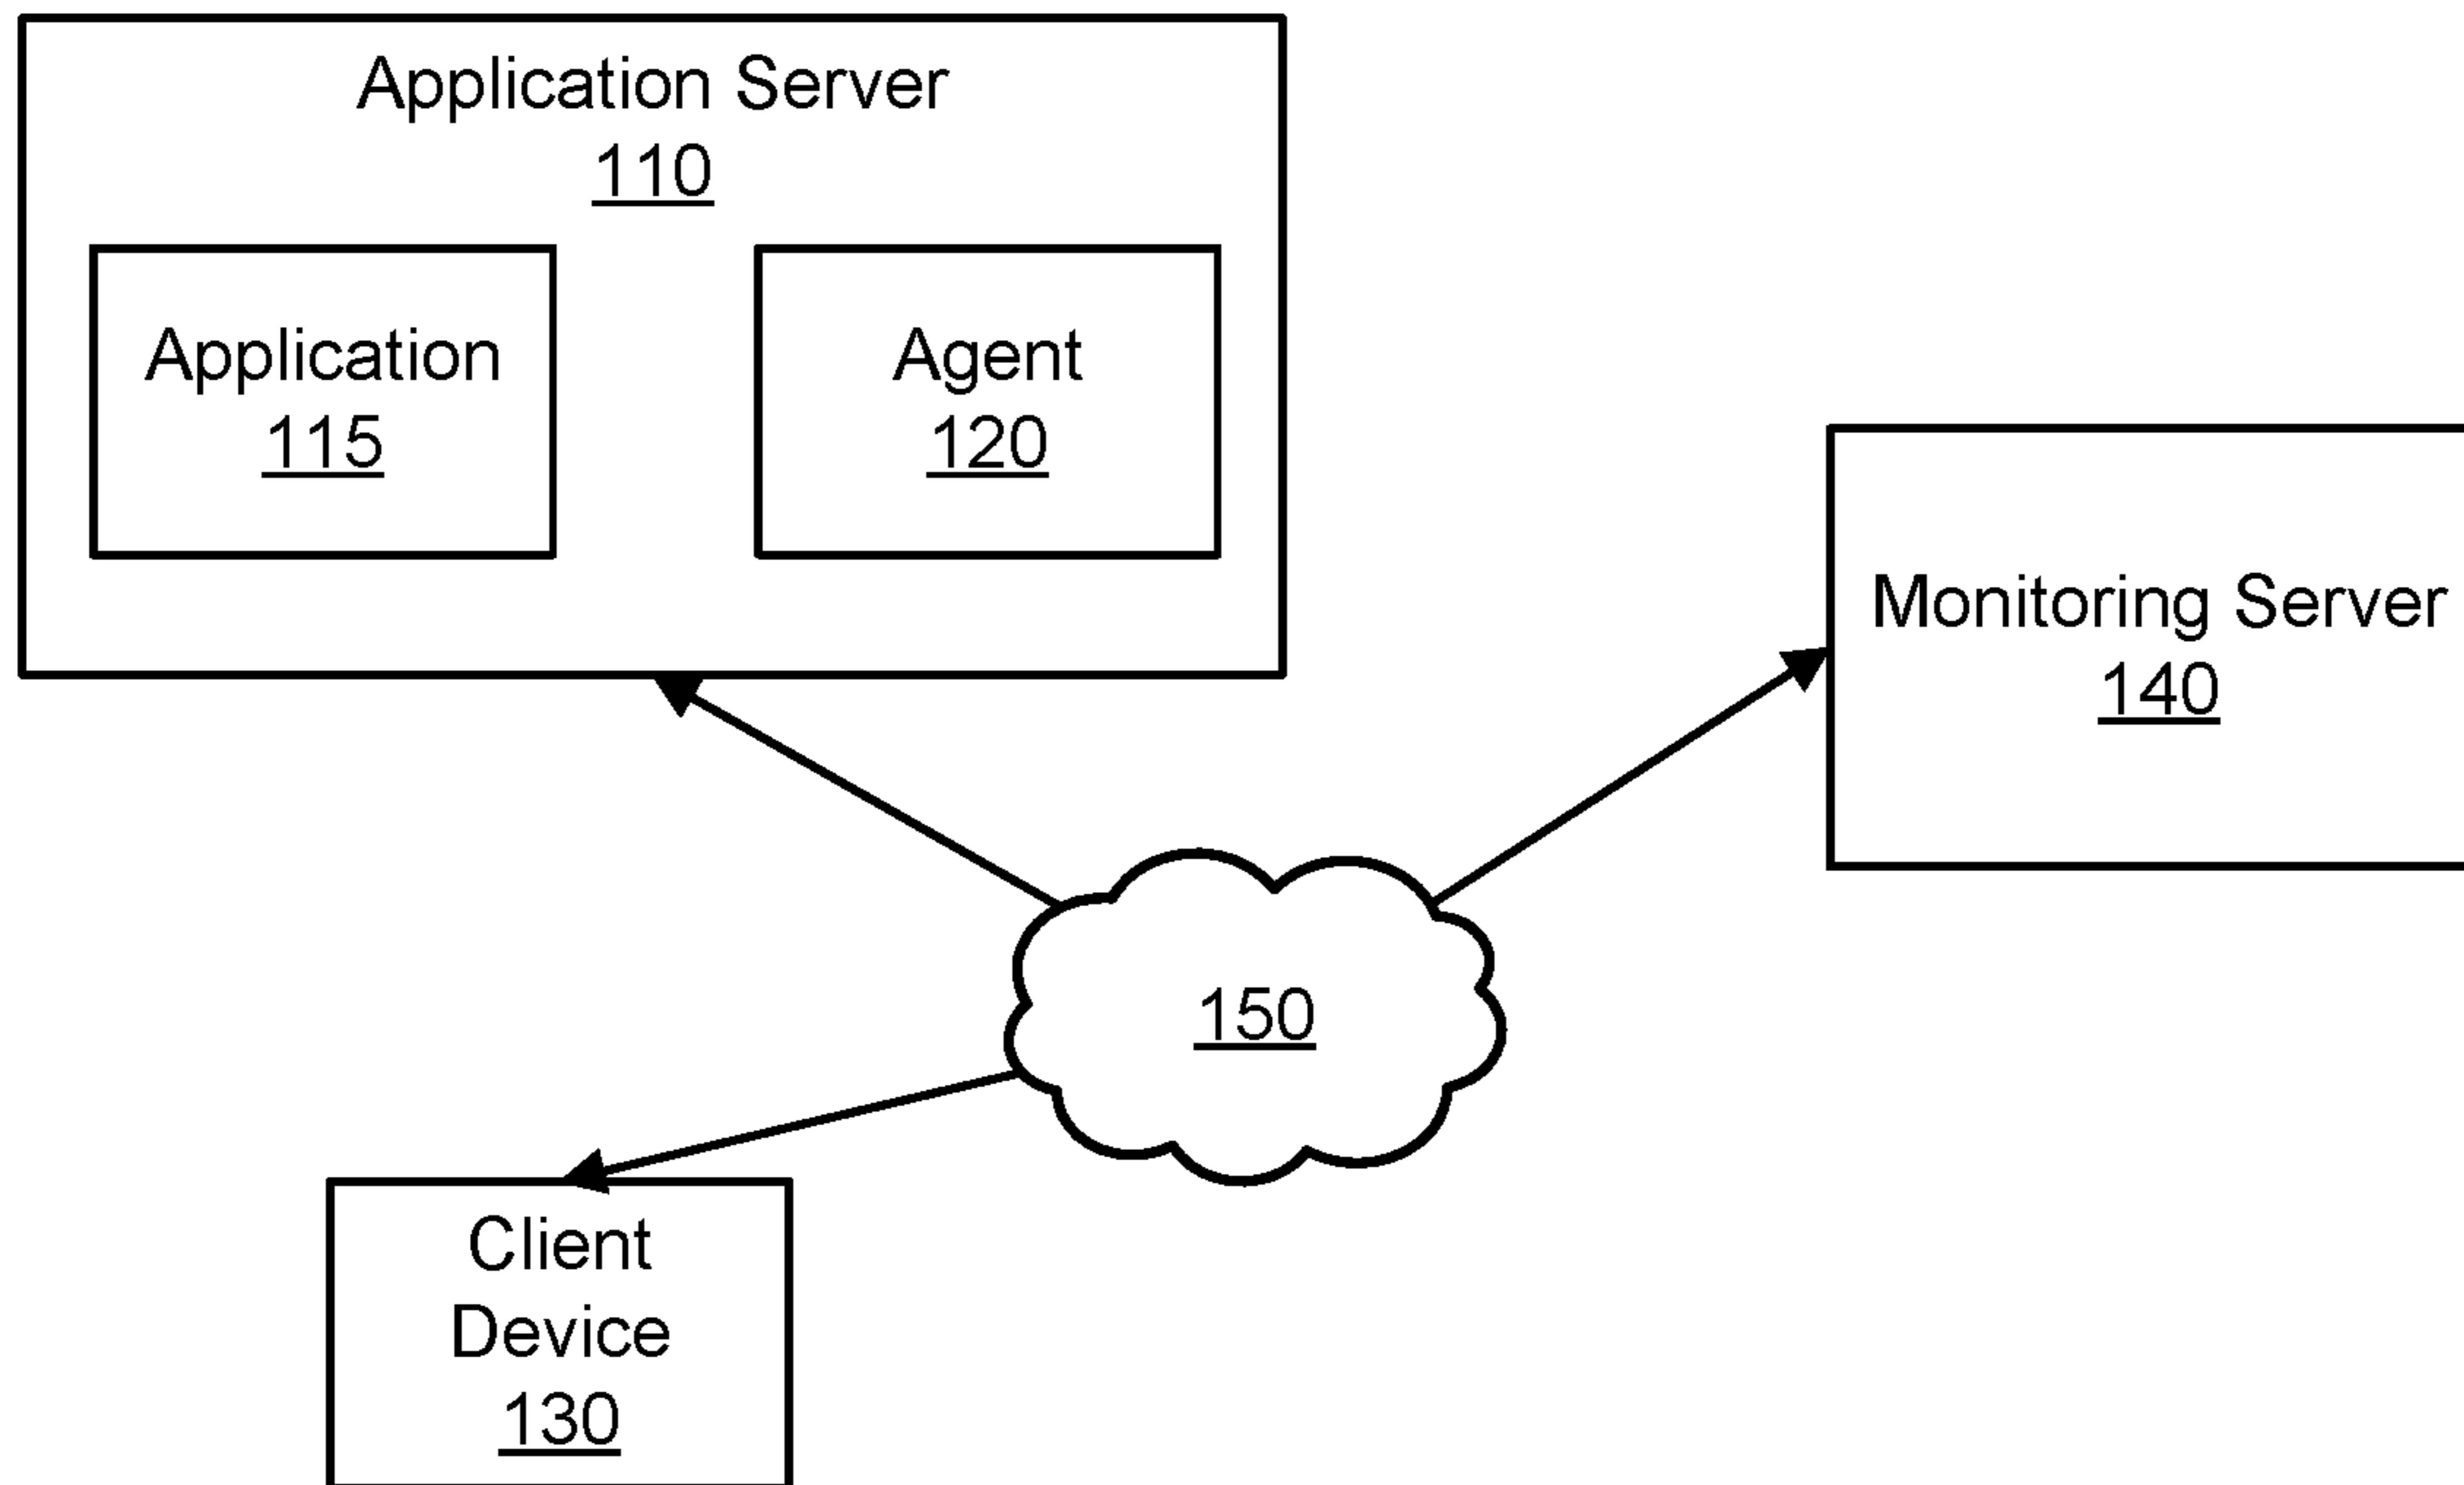 Application Server
110
Application
115
Agent
120
Monitoring Server
140
150
Client
Device
130